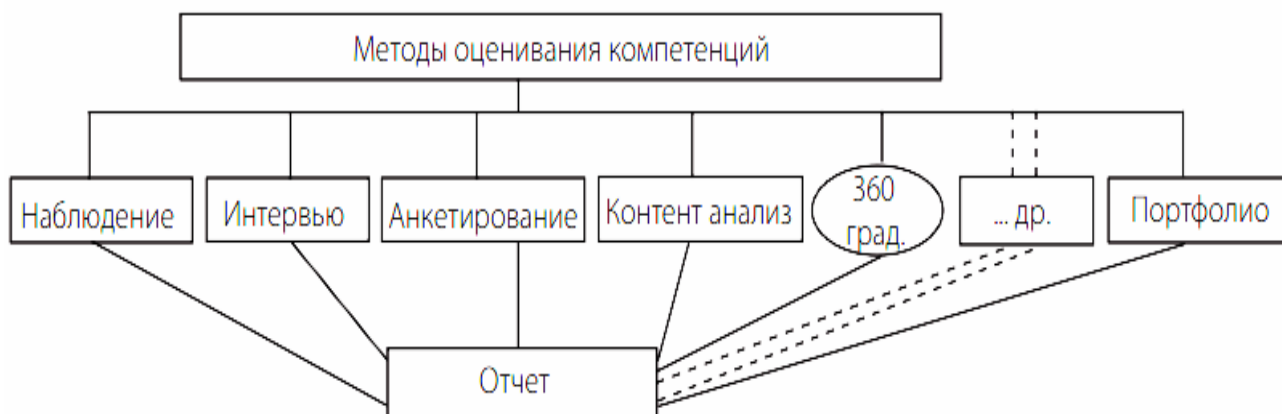 Методы оценивания компетенций
Наблюдение
Интервью
Анкетирование
Контент анализ
360
град.
... др.
Портфолио
Отчет